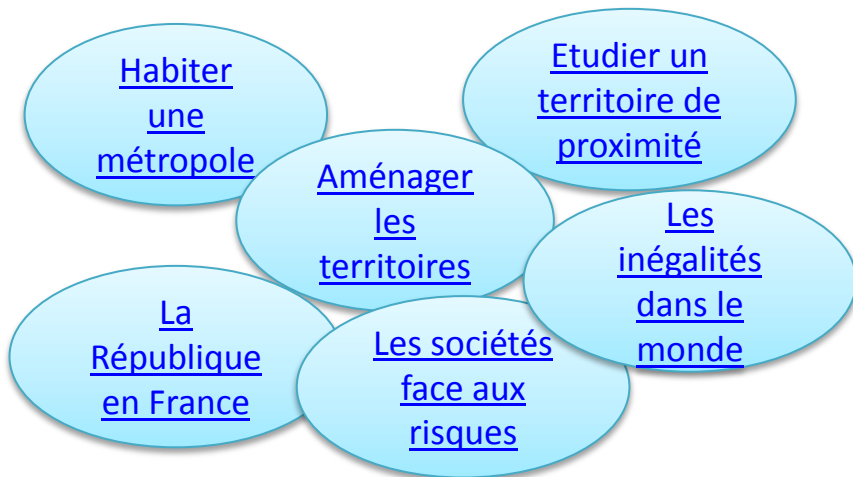 Habiter
une
métropole
Etudier un
territoire de
proximité
Aménager
les
territoires
Les
inégalités
dans le
monde
La
République
en France
Les sociétés
face aux
risques